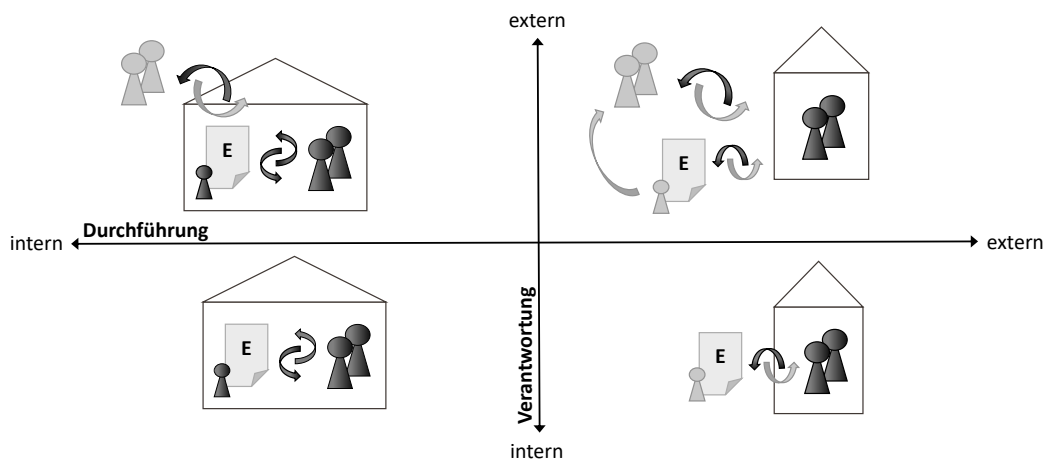 extern
E
E
Durchführung
intern
extern
Verantwortung
E
E
intern